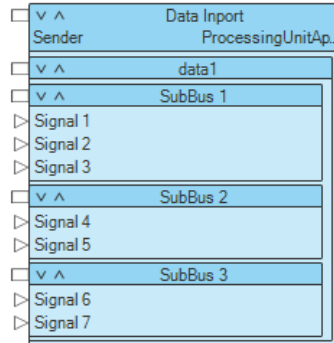 Data Inport
Sender ProcessingUnitAp..
data1
SubBus 1
Signal 1
Signal 2
Signal 3
SubBus 2
Signal 4
Signal 5
SubBus 3
Signal 6
Signal 7